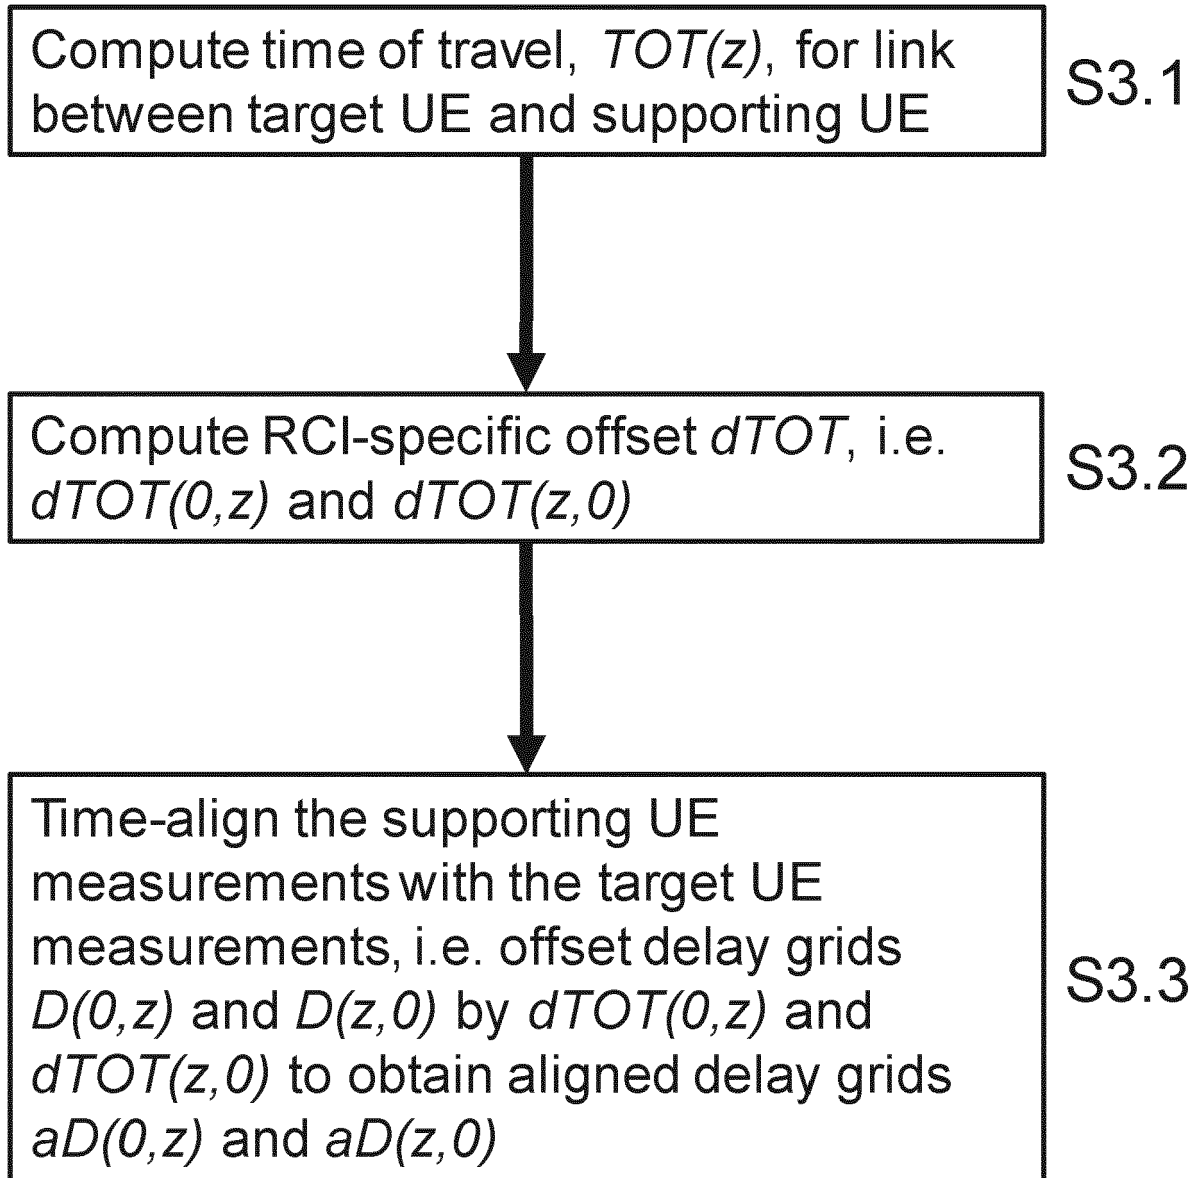 Compute time of travel, TOT(z), for link
between target UE and supporting UE
S3.1
Compute RCI-specific offset dTOT, i.e.
dTOT(0,z) and dTOT(z,0)
S3.2
Time-align the supporting UE
measurements with the target UE
measurements, i.e. offset delay grids
D(0,z) and D(z,0) by dTOT(0,z) and
dTOT(z,0) to obtain aligned delay grids
aD(0,z) and aD(z,0)
S3.3